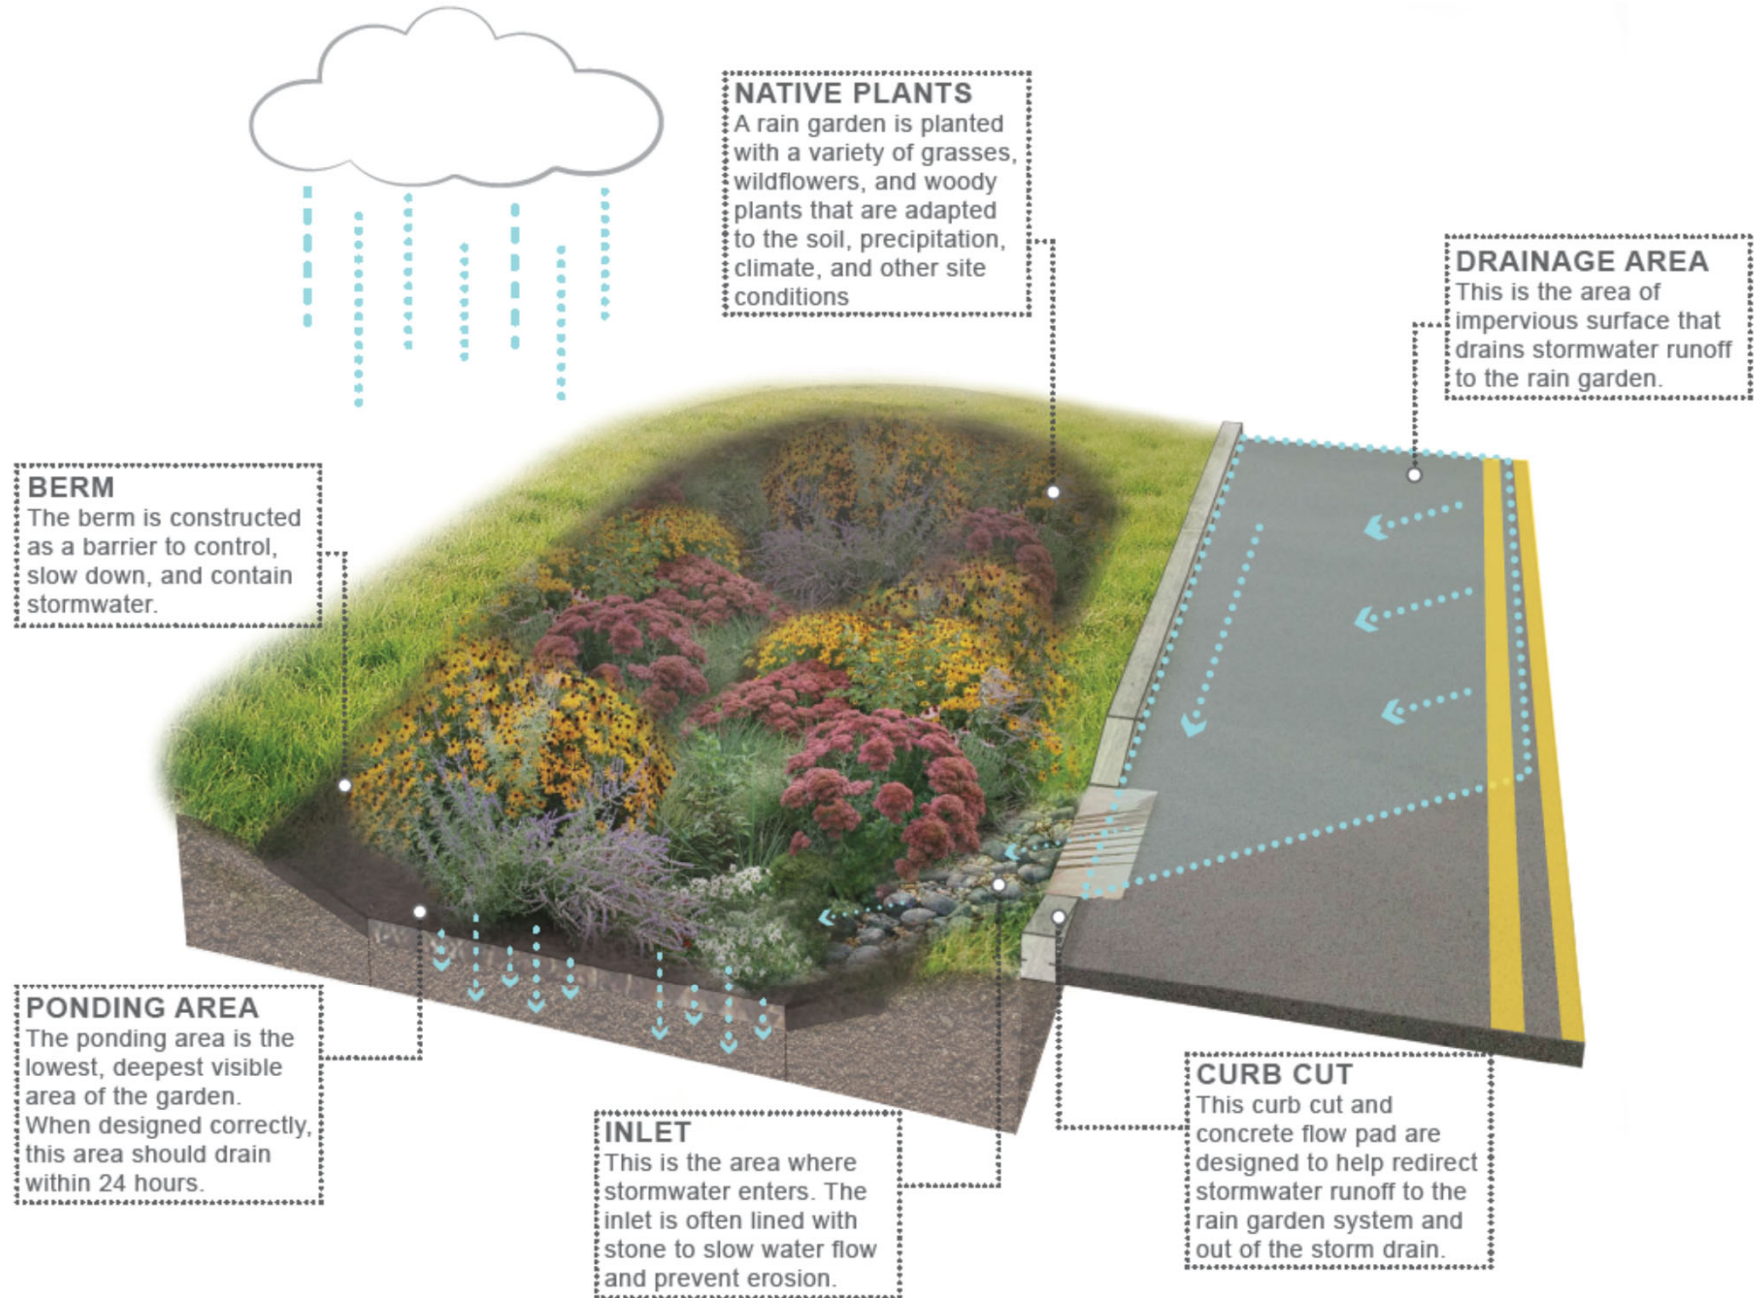 NATIVE PLANTS
A rain garden is planted
with a variety of grasses,
wildflowers, and woody
plants that are adapted
to the soil, precipitation,
climate, and other site
conditions
DRAINAGE AREA
This is the area of
impervious surface that
drains stormwater runoff
to the rain garden.
BERM
The berm is constructed
as a barrier to control,
slow down, and contain
stormwater.
PONDING AREA
The ponding area is the
lowest, deepest visible
area of the garden.
When designed correctly,
this area should drain
within 24 hours.
INLET
This is the area where
stormwater enters. The
inlet is often lined with
stone to slow water flow
and prevent erosion.
CURB CUT
This curb cut and
concrete flow pad are
designed to help redirect
stormwater runoff to the
rain garden system and
out of the storm drain.